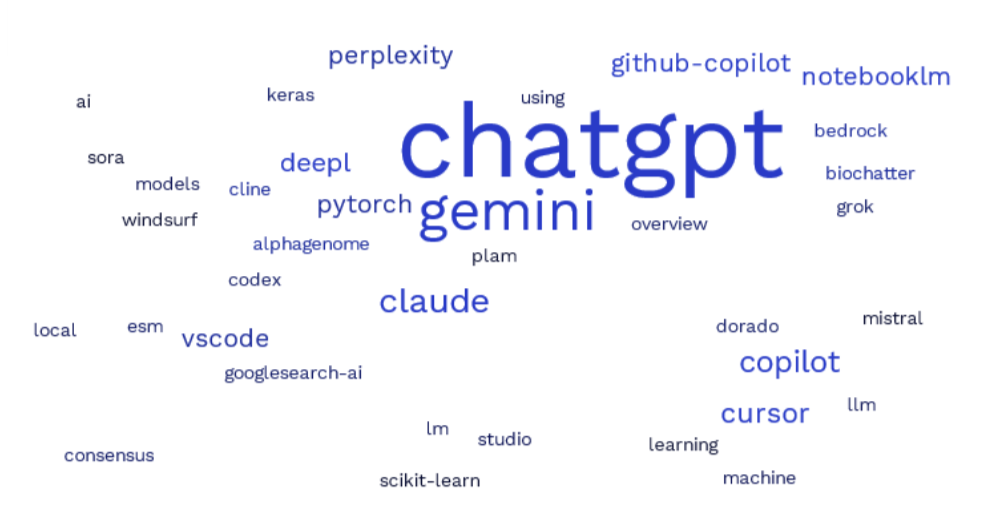 perplexity
github-copilot
notebooklm
keras
using
ai
chatgpt
bedrock
sora
deepl
biochatter
models
cline
pytorch
gemini
grok
windsurf
overview
alphagenome
plam
codex
claude
mistral
local
esm
vscode
dorado
googlesearch-ai
copilot
cursor
llm
lm
studio
learning
consensus
scikit-learn
machine